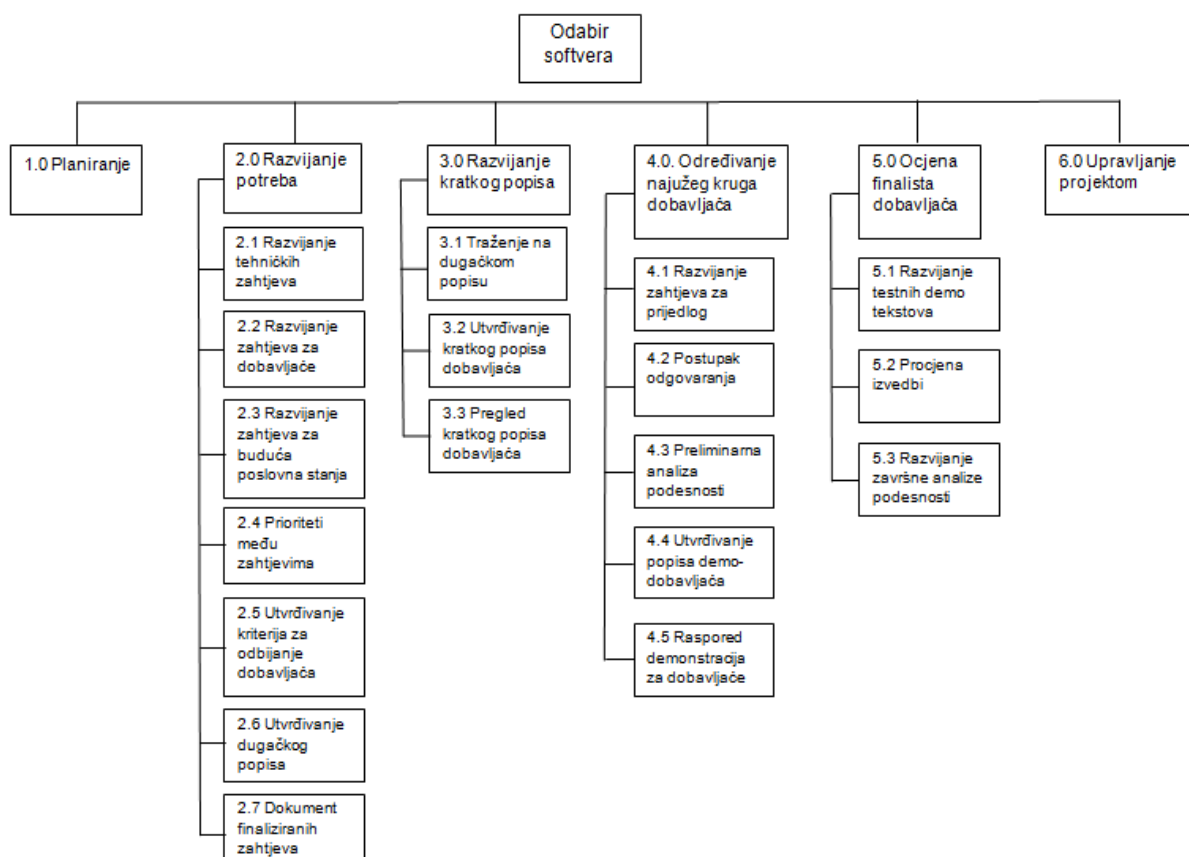 Odabir
softvera
1.0 Planiranje
2.0 Razvijanje
potreba
2.1 Razvijanje
tehničkih
zahtjeva
2.2 Razvijanje
zahtjeva za
dobavljače
2.3 Razvijanje
zahtjeva za
buduća
poslovna stanja
2.4 Prioriteti
među
zahtjevima
2.5 Utvrđivanje
kriterija za
odbijanje
dobavljača
2.6 Utvrđivanje
dugačkog
popisa
2.7 Dokument
finaliziranih
zahtjeva
3.0 Razvijanje
kratkog popisa
3.1 Traženje na
dugačkom
popisu
3.2 Utvrđivanje
kratkog popisa
dobavljača
3.3 Pregled
kratkog popisa
dobavljača
4.0. Određivanje
najužeg kruga
dobavljača
4.1 Razvijanje
zahtjeva za
prijedlog
4.2 Postupak
odgovaranja
4.3 Preliminarna
analiza
podesnosti
4.4 Utvrđivanje
popisa demo-
dobavljača
4.5 Raspored
demonstracija
za dobavljače
5.0 Ocjena
finalista
dobavljača
5.1 Razvijanje
testnih demo
tekstova
5.2 Procjena
izvedbi
5.3 Razvijanje
završne analize
podesnosti
6.0 Upravljanje
projektom